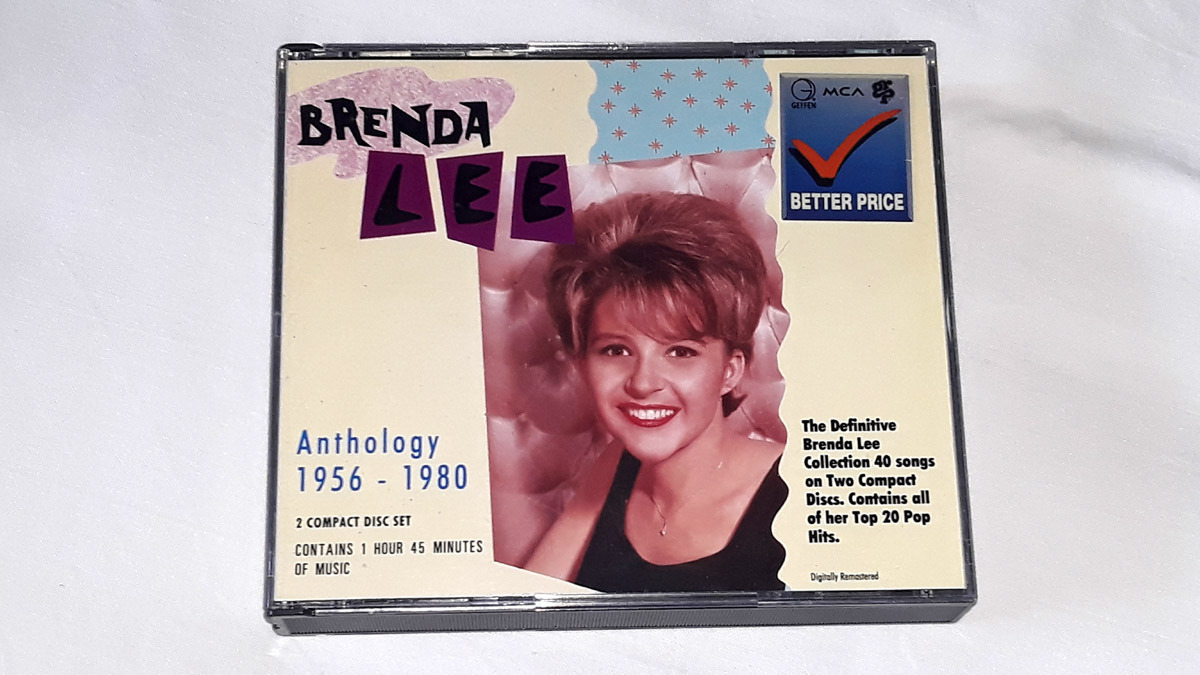 BRENDA
LEE
GEFFEN MCA GRP
BETTER PRICE
Anthology
1956 - 1980
2 COMPACT DISC SET
CONTAINS 1 HOUR 45 MINUTES
OF MUSIC
The Definitive
Brenda Lee
Collection 40 songs
on Two Compact
Discs. Contains all
of her Top 20 Pop
Hits.
Digitally Remastered